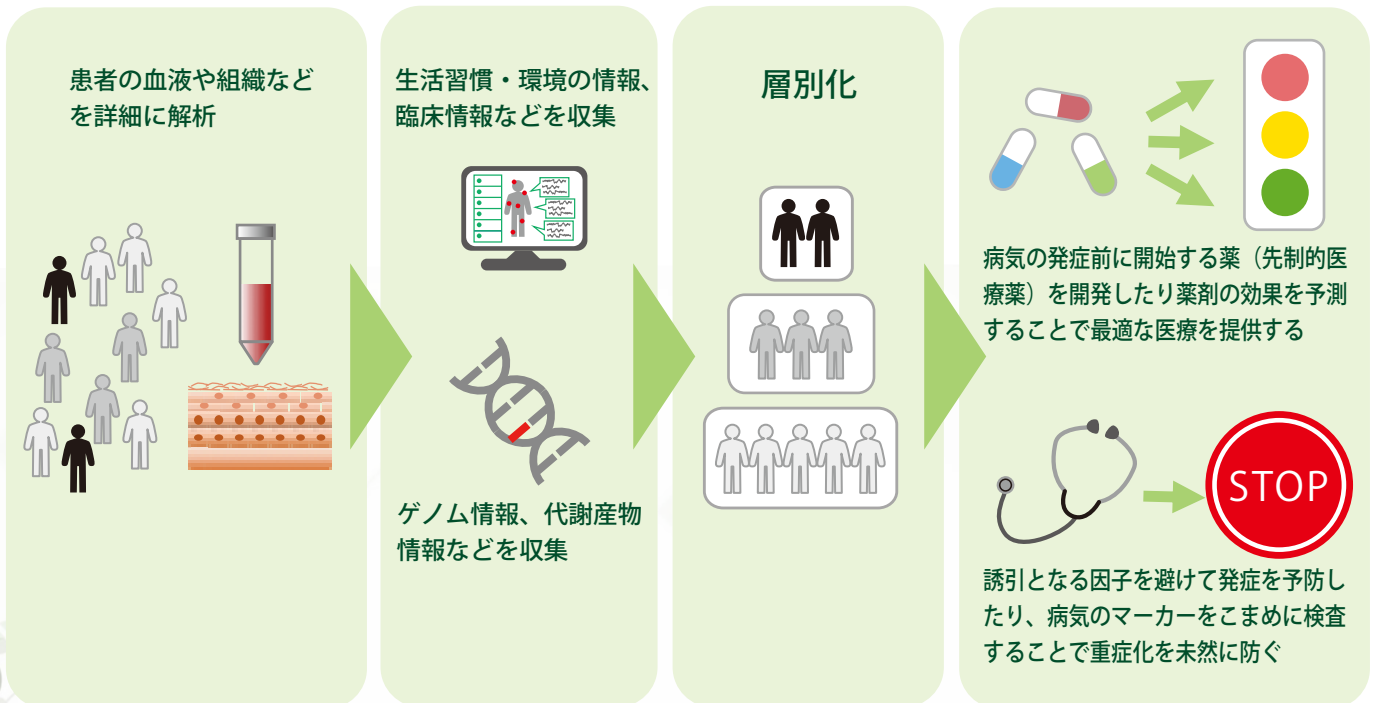 患者の血液や組織など
を詳細に解析
生活習慣・環境の情報、
臨床情報などを収集
ゲノム情報、代謝産物
情報などを収集
層別化
病気の発症前に開始する薬（先制的医
療薬）を開発したり薬剤の効果を予測
することで最適な医療を提供する
STOP
誘引となる因子を避けて発症を予防し
たり、病気のマーカーをこまめに検査
することで重症化を未然に防ぐ